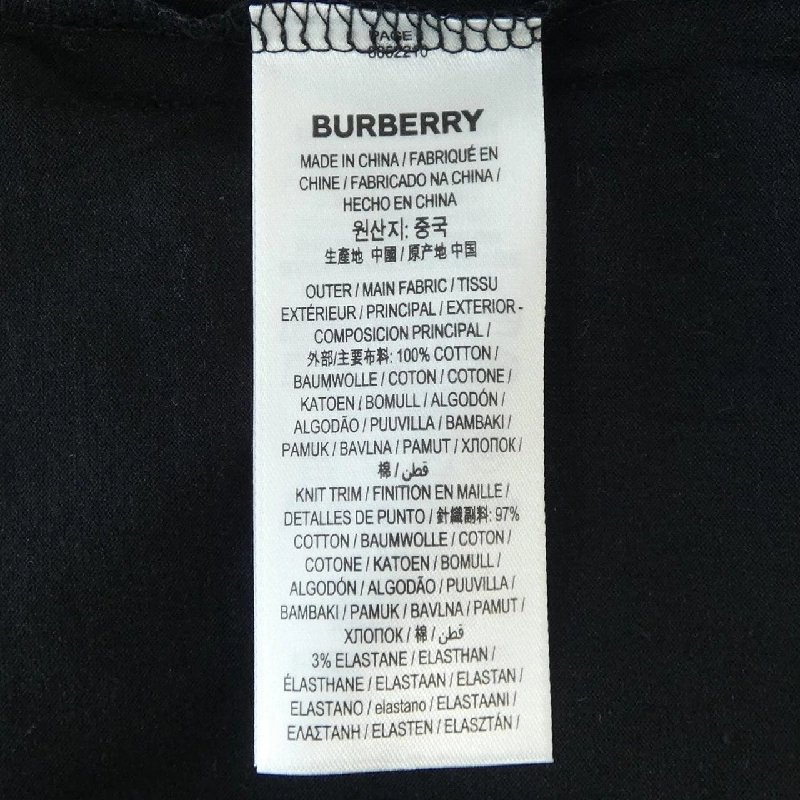 PAGE
BURBERRY
MADE IN CHINA / FABRIQUÉ EN
CHINE / FABRICADO NA CHINA /
HECHO EN CHINA
원산지: 중국
生產地 中國 / 原产地 中国
OUTER / MAIN FABRIC / TISSU
EXTÉRIEUR / PRINCIPAL / EXTERIOR -
COMPOSICION PRINCIPAL /
外部/主要布料: 100% COTTON /
BAUMWOLLE / COTON / COTONE /
KATOEN / BOMULL / ALGODÓN /
ALGODÃO / PUUVILLA / BAMBAKI /
PAMUK / BAVLNA / PAMUT / ХЛОПОК /
棉 / قطن
KNIT TRIM / FINITION EN MAILLE /
DETALLES DE PUNTO / 針織副料: 97%
COTTON / BAUMWOLLE / COTON /
COTONE / KATOEN / BOMULL /
ALGODÓN / ALGODÃO / PUUVILLA /
BAMBAKI / PAMUK / BAVLNA / PAMUT /
ХЛОПОК / 棉 / قطن
3% ELASTANE / ELASTHAN /
ÉLASTHANE / ELASTAAN / ELASTAN /
ELASTANO / elastano / ELASTAANI /
ΕΛΑΣΤΑΝΗ / ELASTEN / ELASZTÁN /